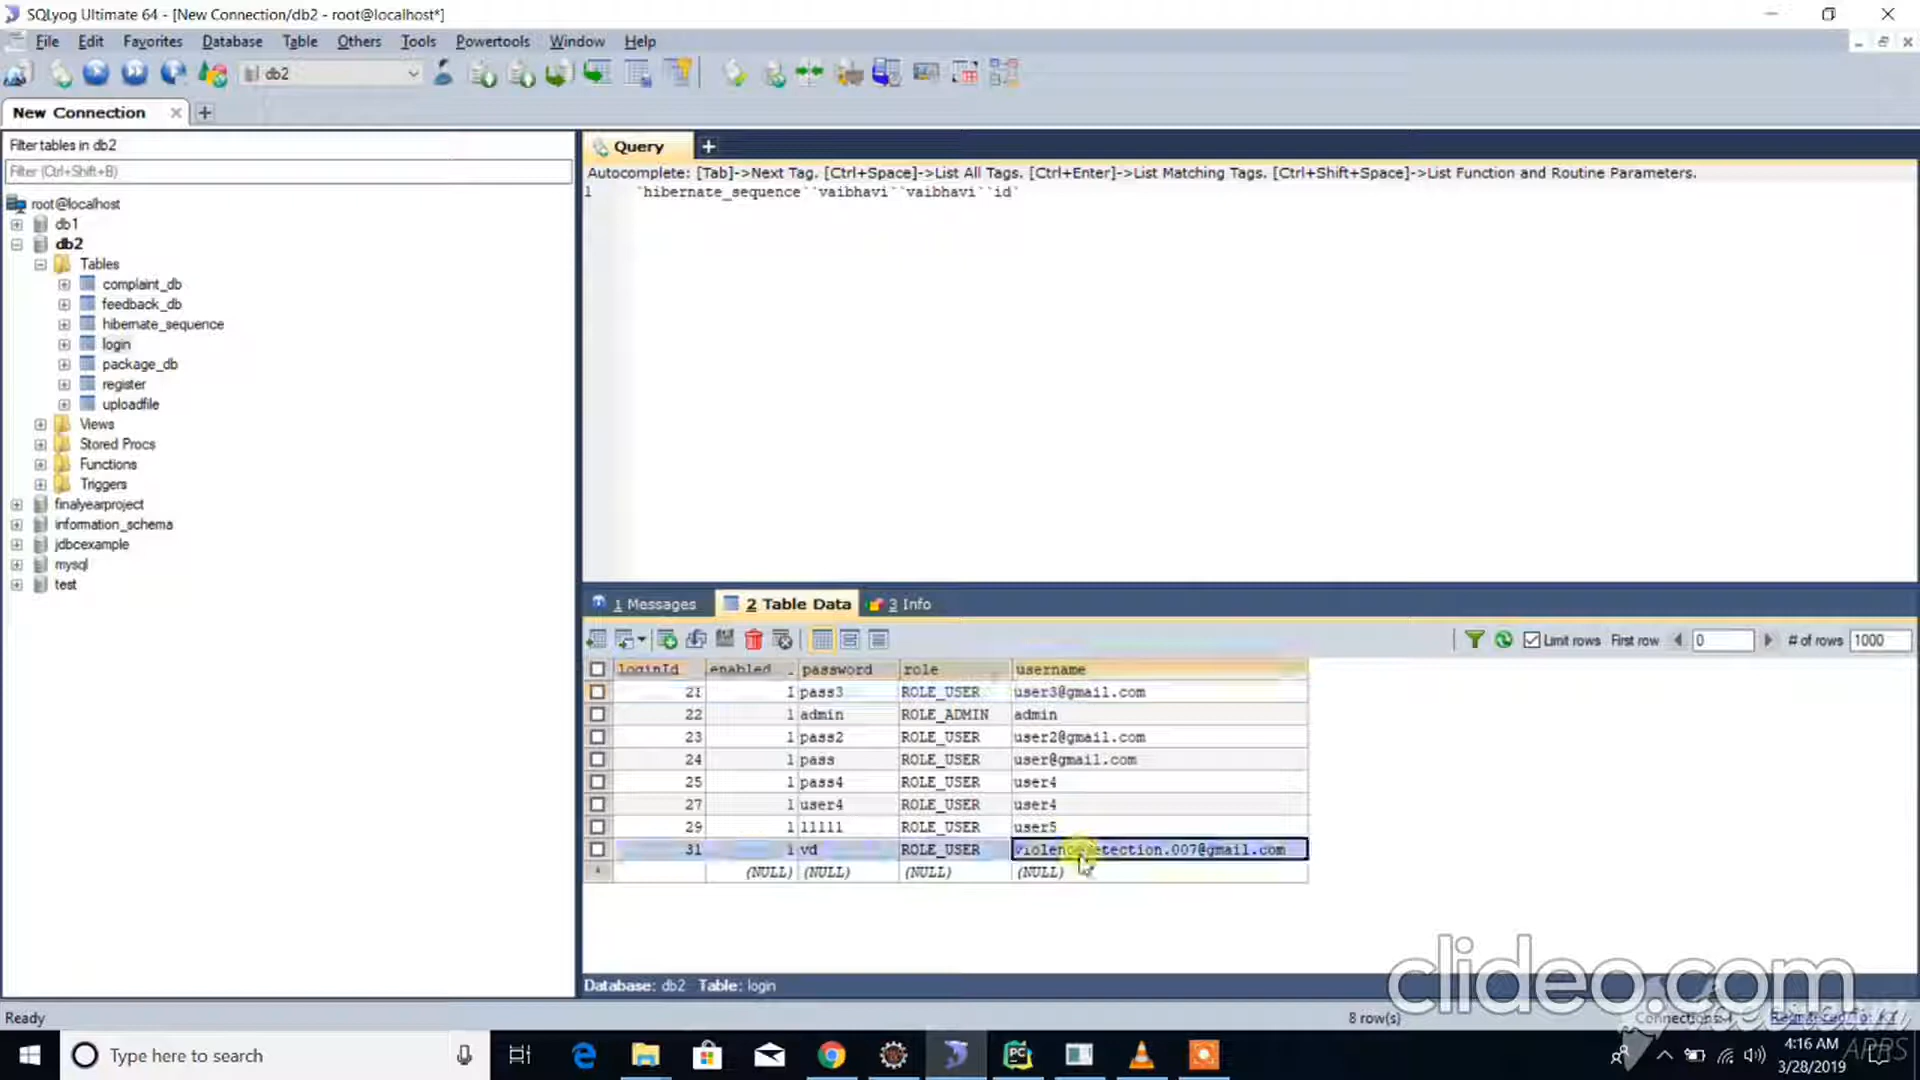 SQLyog Ultimate 64 - [New Connection/db2 - root@localhost*]
File Edit Favorites Database Table Others Tools Powertools Window Help
db2
New Connection
Filter tables in db2
Filter (Ctrl+Shift+B)
root@localhost
db1
db2
Tables
complaint_db
feedback_db
hibernate_sequence
login
package_db
register
uploadfile
Views
Stored Procs
Functions
Triggers
finalyearproject
information_schema
jdbcexample
mysql
test
Query
Autocomplete: [Tab]->Next Tag. [Ctrl+Space]->List All Tags. [Ctrl+Enter]->List Matching Tags. [Ctrl+Shift+Space]->List Function and Routine Parameters.
1 `hibernate_sequence``vaibhavi``vaibhavi``id`
1 Messages 2 Table Data 3 Info
Limit rows First row 0 # of rows 1000
loginId enabled password role username
21 1 pass3 ROLE_USER user3@gmail.com
22 1 admin ROLE_ADMIN admin
23 1 pass2 ROLE_USER user2@gmail.com
24 1 pass ROLE_USER user@gmail.com
25 1 pass4 ROLE_USER user4
27 1 user4 ROLE_USER user4
29 1 11111 ROLE_USER user5
31 1 vd ROLE_USER violencedetection.007@gmail.com
* (NULL) (NULL) (NULL) (NULL)
Database: db2 Table: login
clideo.com
Ready 8 row(s)
Type here to search
PC
4:16 AM
3/28/2019
APPS